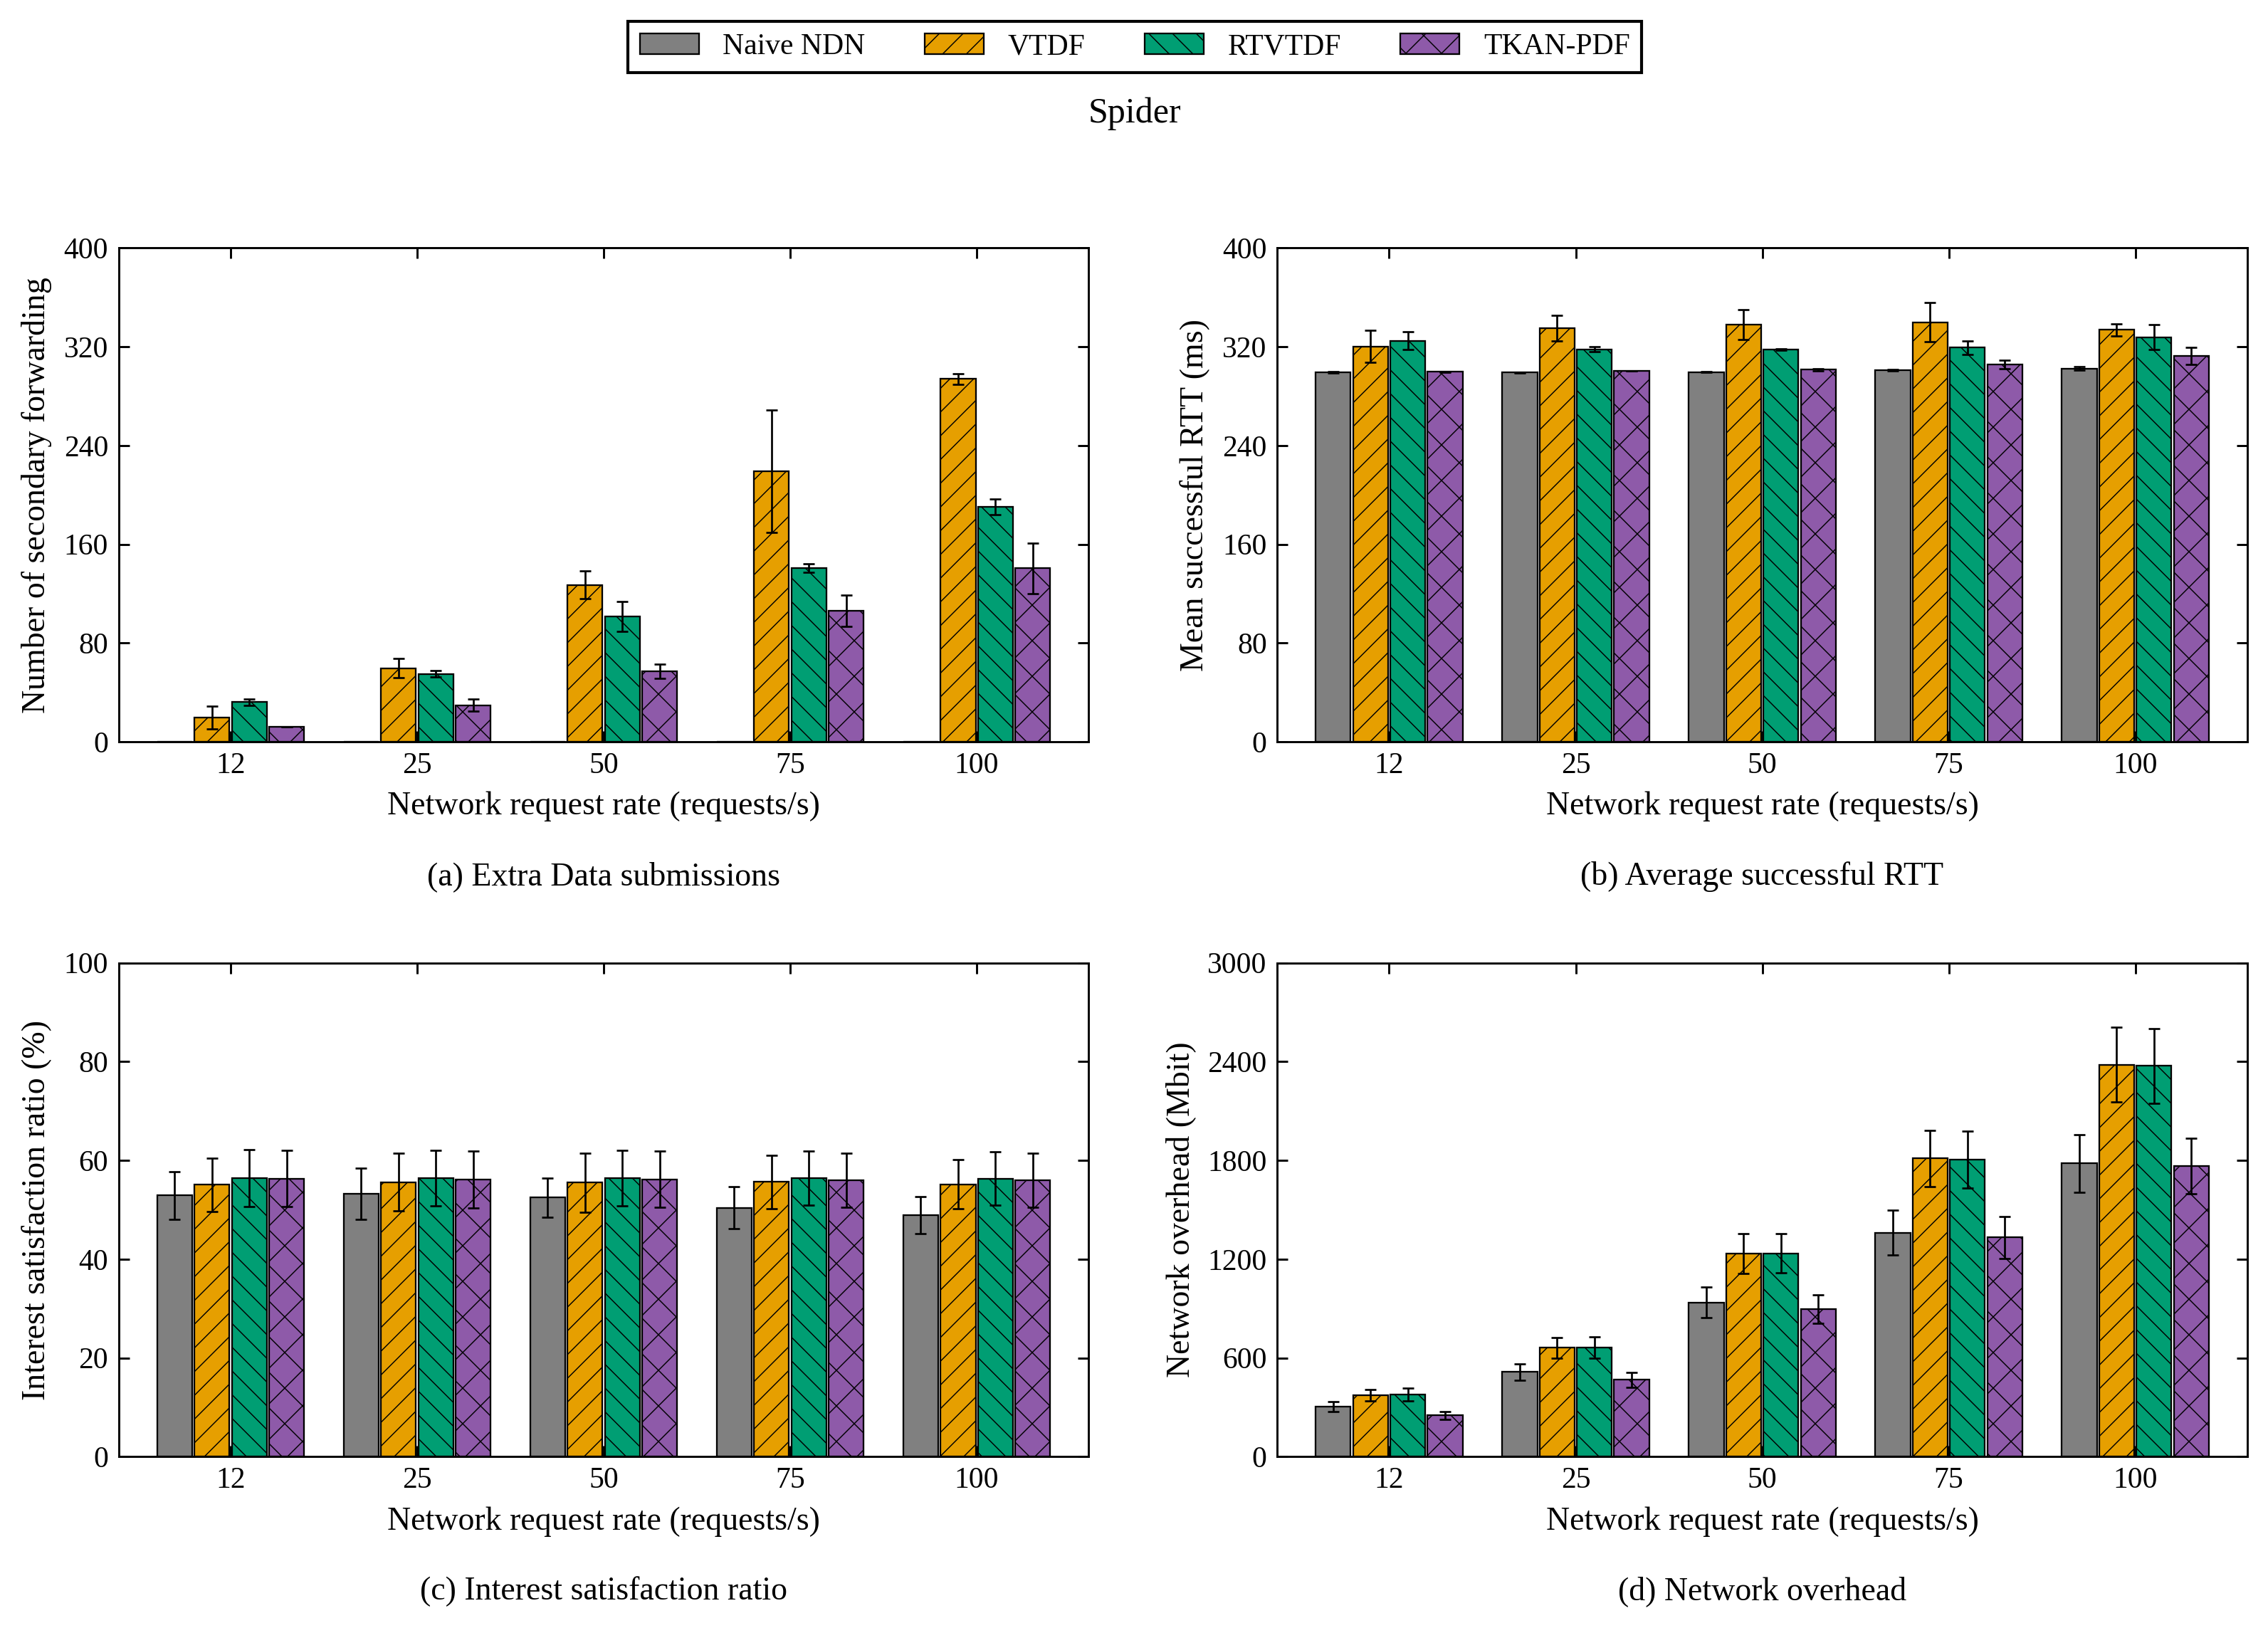 Naive NDN VTDF RTVTDF TKAN-PDF
Spider
Number of secondary forwarding
400
320
240
160
80
0
12 25 50 75 100
Network request rate (requests/s)
(a) Extra Data submissions
Mean successful RTT (ms)
400
320
240
160
80
0
12 25 50 75 100
Network request rate (requests/s)
(b) Average successful RTT
Interest satisfaction ratio (%)
100
80
60
40
20
0
12 25 50 75 100
Network request rate (requests/s)
(c) Interest satisfaction ratio
Network overhead (Mbit)
3000
2400
1800
1200
600
0
12 25 50 75 100
Network request rate (requests/s)
(d) Network overhead